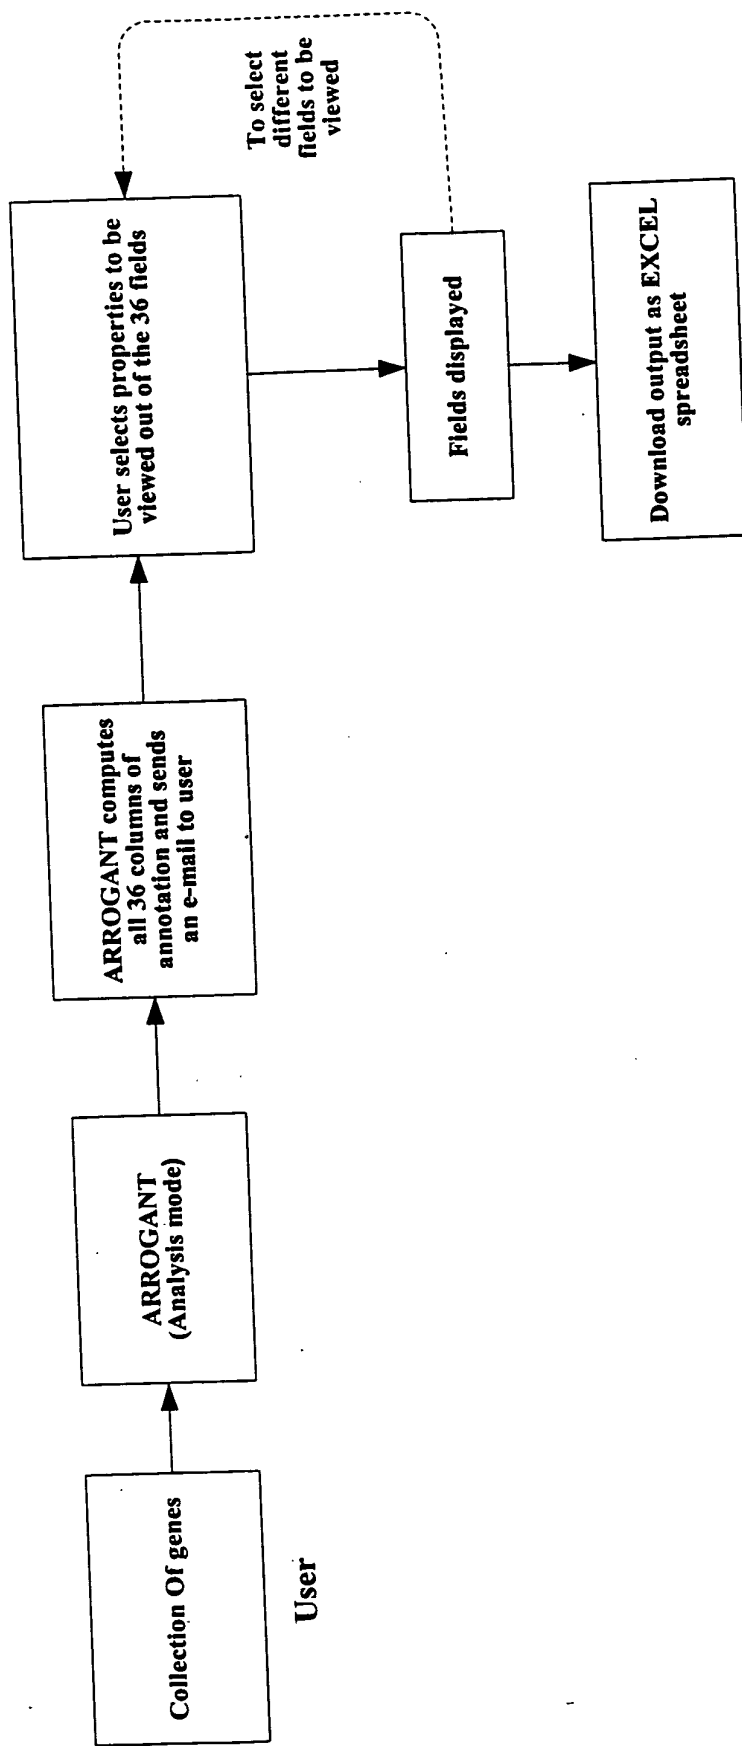 Collection Of genes
User
ARROGANT
(Analysis mode)
ARROGANT computes
all 36 columns of
annotation and sends
an e-mail to user
User selects properties to be
viewed out of the 36 fields
To select
different
fields to be
viewed
Fields displayed
Download output as EXCEL
spreadsheet